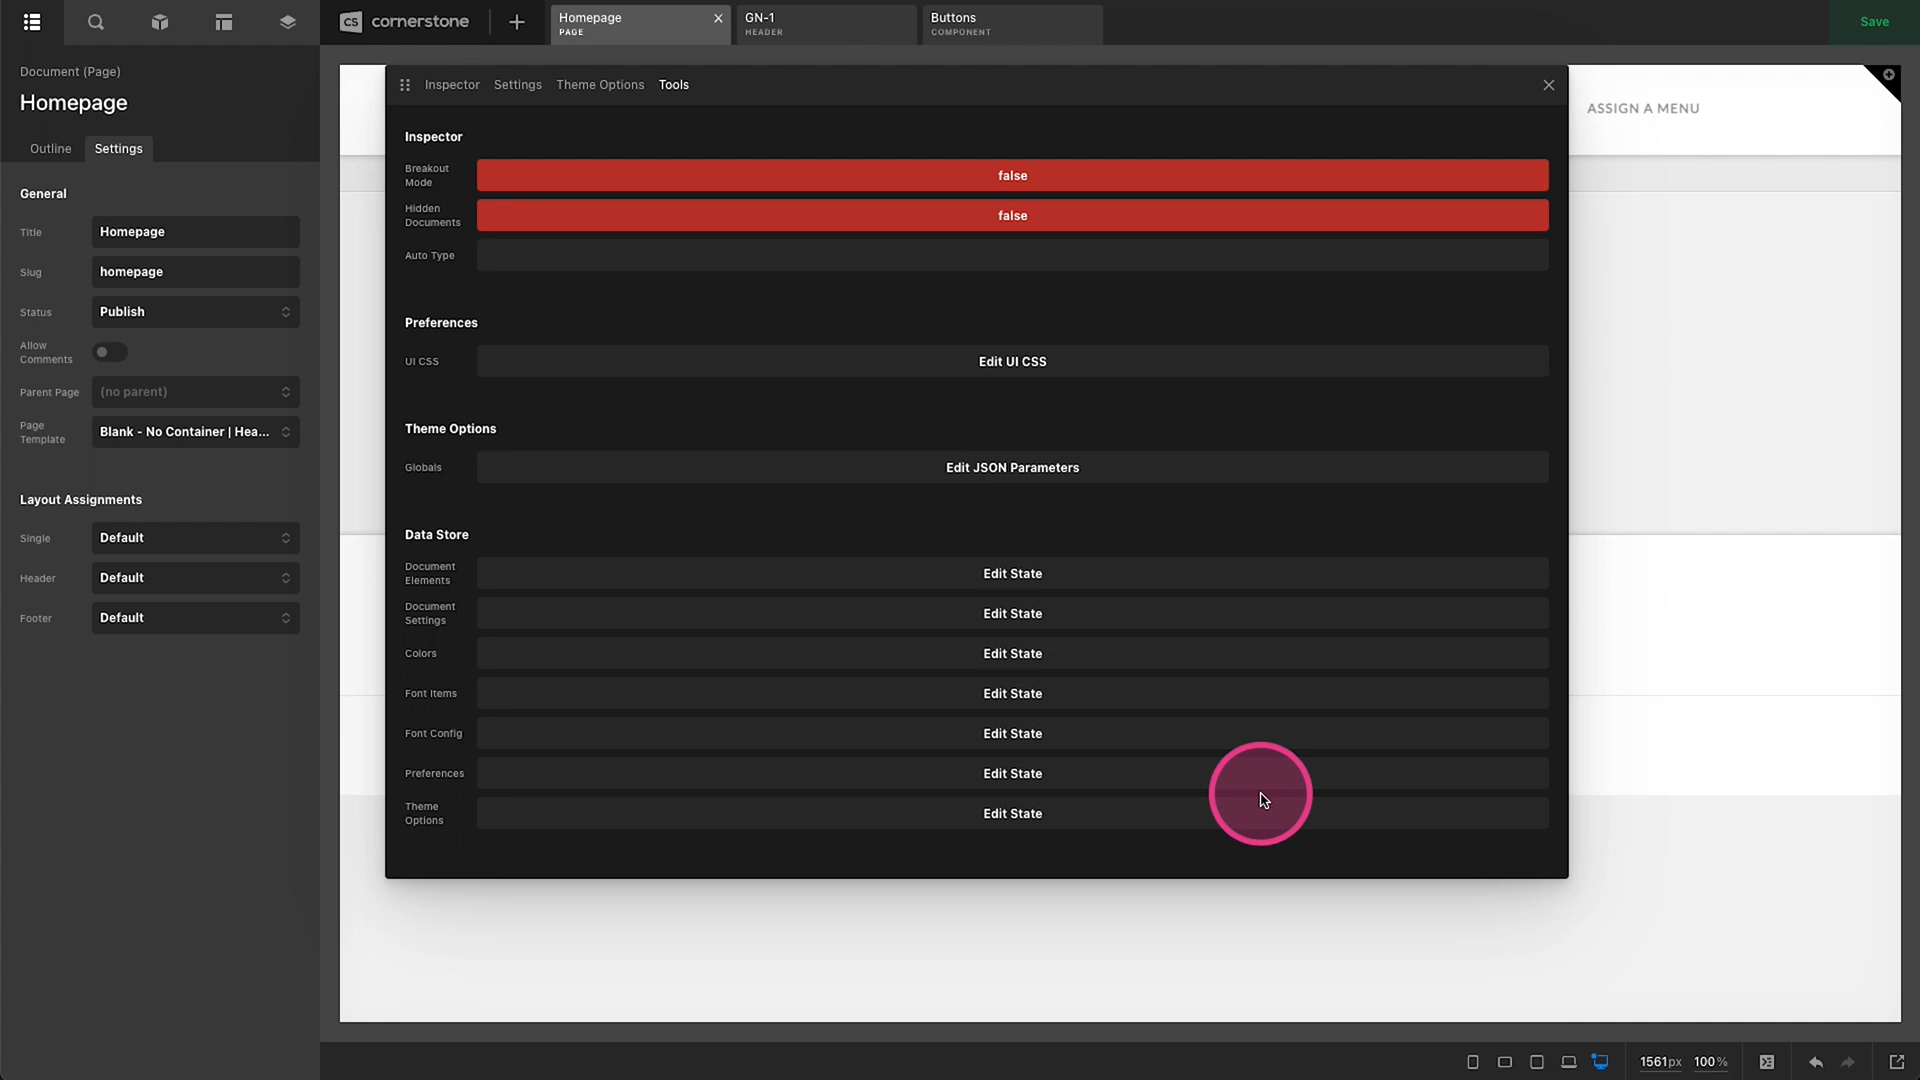 CS cornerstone
Homepage
PAGE
GN-1
HEADER
Buttons
COMPONENT
Save
Document (Page)
Homepage
Outline
Settings
General
Title
Homepage
Slug
homepage
Status
Publish
Allow
Comments
Parent Page
(no parent)
Page
Template
Blank - No Container | Hea...
Layout Assignments
Single
Default
Header
Default
Footer
Default
Inspector
Settings
Theme Options
Tools
ASSIGN A MENU
Inspector
Breakout
Mode
false
Hidden
Documents
false
Auto Type
Preferences
UI CSS
Edit UI CSS
Theme Options
Globals
Edit JSON Parameters
Data Store
Document
Elements
Edit State
Document
Settings
Edit State
Colors
Edit State
Font Items
Edit State
Font Config
Edit State
Preferences
Edit State
Theme
Options
Edit State
1561px
100%